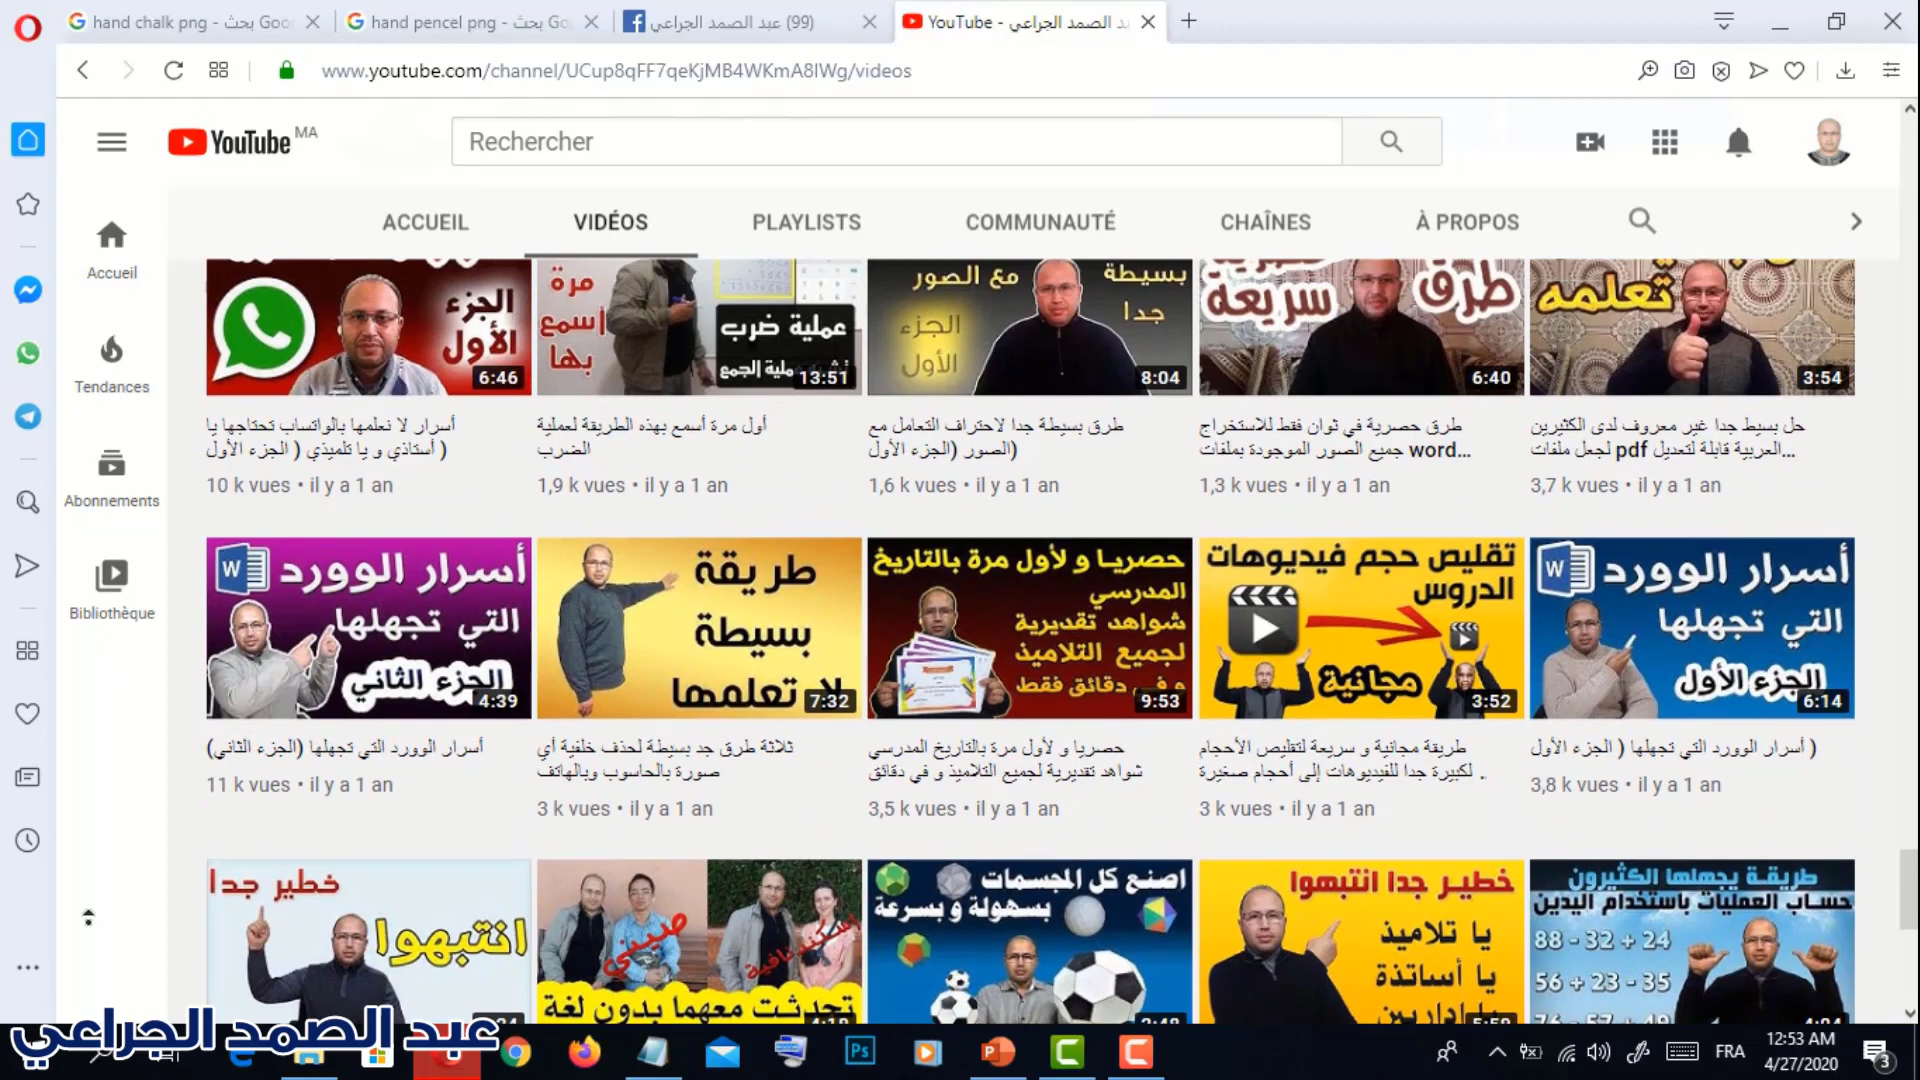 hand chalk png - بحث Goo
hand pencel png - بحث Go
(99) عبد الصمد الجراعي
YouTube - عبد الصمد الجراعي
www.youtube.com/channel/UCup8qFF7qeKjMB4WKmA8lWg/videos
YouTube MA
Rechercher
ACCUEIL
VIDÉOS
PLAYLISTS
COMMUNAUTÉ
CHAÎNES
À PROPOS
Accueil
Tendances
Abonnements
Bibliothèque
الجزء
الأول
6:46
مرة
أسمع
بها
عملية ضرب
13:51
بسيطة
جدا
مع الصور
الجزء
الأول
8:04
طرق
سريعة
6:40
تعلمه
3:54
أسرار لا نعلمها بالواتساب تحتاجها يا
أستاذي و يا تلميذي ( الجزء الأول )
10 k vues • il y a 1 an
أول مرة أسمع بهذه الطريقة لعملية
الضرب
1,9 k vues • il y a 1 an
طرق بسيطة جدا لاحتراف التعامل مع
الصور (الجزء الأول)
1,6 k vues • il y a 1 an
طرق حصرية في ثوان فقط للاستخراج
جميع الصور الموجودة بملفات word...
1,3 k vues • il y a 1 an
حل بسيط جدا غير معروف لدى الكثيرين
لجعل ملفات pdf العربية قابلة لتعديل...
3,7 k vues • il y a 1 an
أسرار الوورد
التي تجهلها
الجزء الثاني
4:39
طريقة
بسيطة
لا تعلمها
7:32
حصريا و لأول مرة بالتاريخ
المدرسي
شواهد تقديرية
لجميع التلاميذ
و في دقائق فقط
9:53
تقليص حجم فيديوهات
الدروس
مجانية
3:52
أسرار الوورد
التي تجهلها
الجزء الأول
6:14
أسرار الوورد التي تجهلها (الجزء الثاني)
11 k vues • il y a 1 an
ثلاثة طرق جد بسيطة لحذف خلفية أي
صورة بالحاسوب وبالهاتف
3 k vues • il y a 1 an
حصريا و لأول مرة بالتاريخ المدرسي
شواهد تقديرية لجميع التلاميذ و في دقائق
3,5 k vues • il y a 1 an
طريقة مجانية و سريعة لتقليص الأحجام
لكبيرة جدا للفيديوهات إلى أحجام صغيرة .
3 k vues • il y a 1 an
أسرار الوورد التي تجهلها ( الجزء الأول )
3,8 k vues • il y a 1 an
خطير جدا
انتبهوا
صيني
اسكندنافية
تحدثت معهما بدون لغة
اصنع كل المجسمات
بسهولة و بسرعة
خطير جدا انتبهوا
يا تلاميذ
يا أساتذة
يا إداريين
طريقة يجهلها الكثيرون
حساب العمليات باستخدام اليدين
88 - 32 + 24
56 + 23 - 35
عبد الصمد الجراعي
FRA
12:53 AM
4/27/2020
3